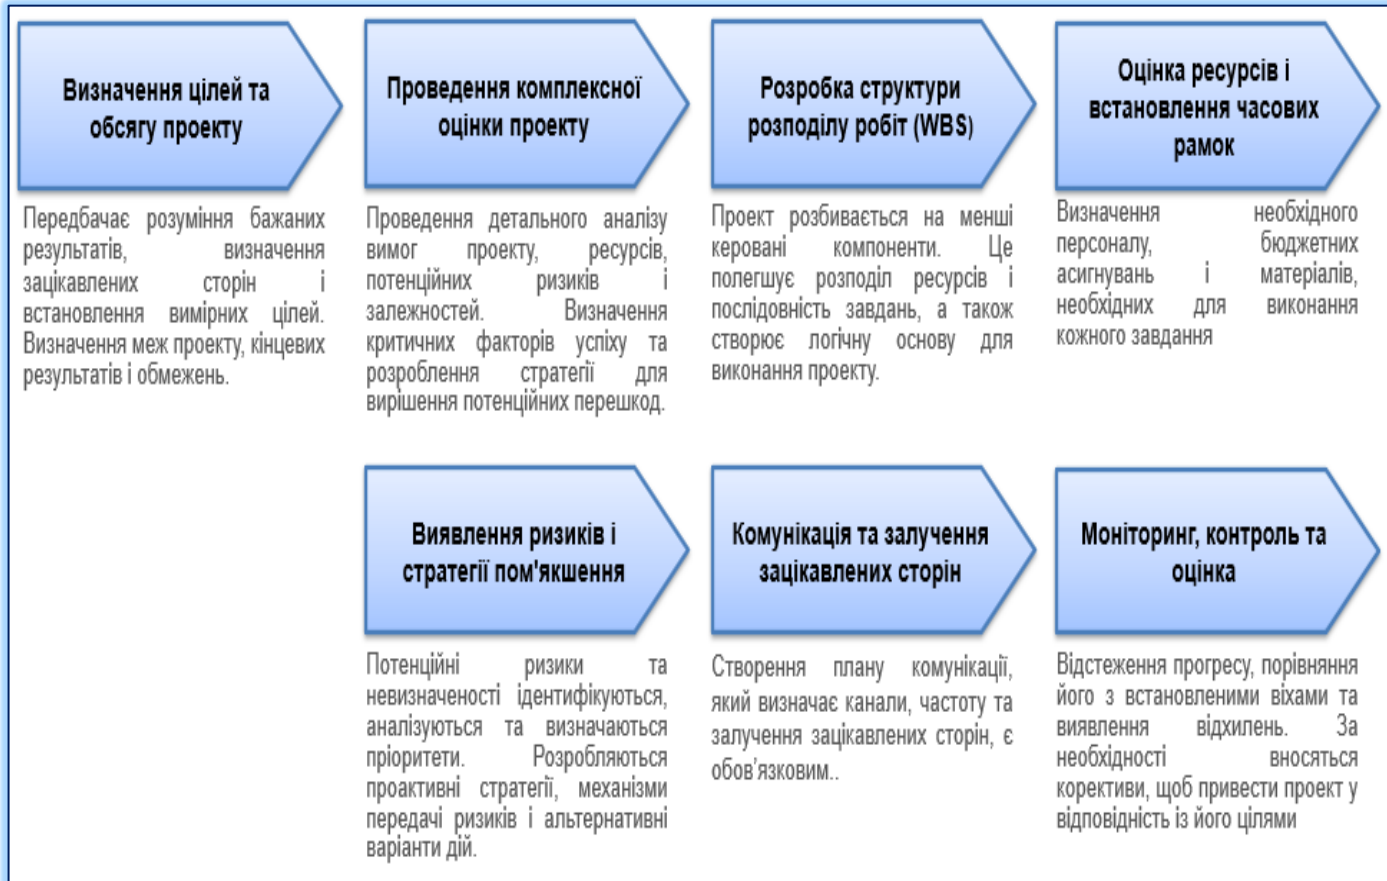 Визначення цілей та
обсягу проекту
Передбачає розуміння бажаних
результатів, визначення
зацікавлених сторін і
встановлення вимірних цілей.
Визначення меж проекту, кінцевих
результатів і обмежень.
Проведення комплексної
оцінки проекту
Проведення детального аналізу
вимог проекту, ресурсів,
потенційних ризиків і
залежностей. Визначення
критичних факторів успіху та
розроблення стратегії для
вирішення потенційних перешкод.
Розробка структури
розподілу робіт (WBS)
Проект розбивається на менші
керовані компоненти. Це
полегшує розподіл ресурсів і
послідовність завдань, а також
створює логічну основу для
виконання проекту.
Оцінка ресурсів і
встановлення часових
рамок
Визначення необхідного
персоналу, бюджетних
асигнувань і матеріалів,
необхідних для виконання
кожного завдання
Виявлення ризиків і
стратегії пом'якшення
Потенційні ризики та
невизначеності ідентифікуються,
аналізуються та визначаються
пріоритети. Розробляються
проактивні стратегії, механізми
передачі ризиків і альтернативні
варіанти дій.
Комунікація та залучення
зацікавлених сторін
Створення плану комунікації,
який визначає канали, частоту та
залучення зацікавлених сторін, є
обов'язковим..
Моніторинг, контроль та
оцінка
Відстеження прогресу, порівняння
його з встановленими віхами та
виявлення відхилень. За
необхідності вносяться
корективи, щоб привести проект у
відповідність із його цілями